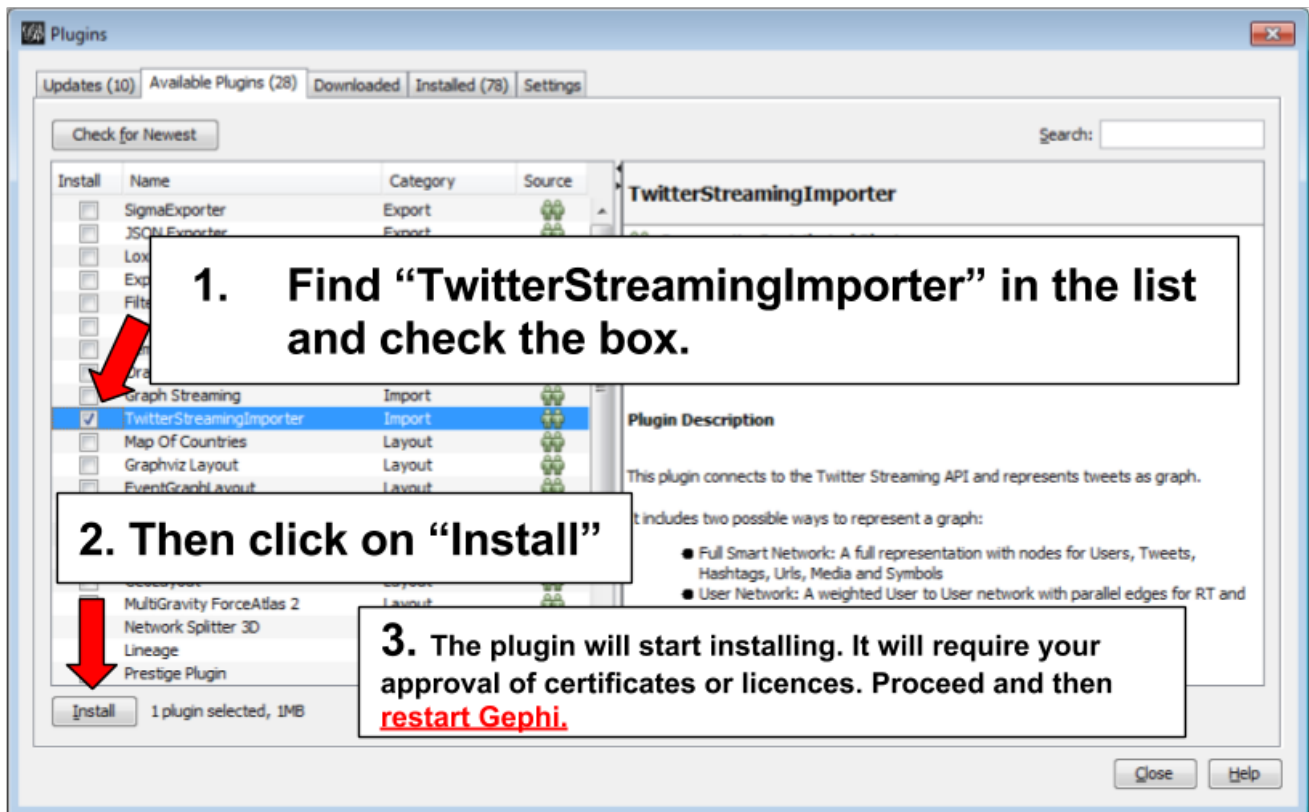 Plugins
Updates (10) Available Plugins (28) Downloaded Installed (78) Settings
Check for Newest Search:
Install Name Category Source
TwitterStreamingImporter
SigmaExporter Export
JSON Exporter Export
1. Find “TwitterStreamingImporter” in the list
and check the box.
Graph Streaming Import
TwitterStreamingImporter Import
Plugin Description
Map Of Countries Layout
Graphviz Layout Layout
This plugin connects to the Twitter Streaming API and represents tweets as graph.
EventGraphLayout Layout
2. Then click on “Install”
t includes two possible ways to represent a graph:
Full Smart Network: A full representation with nodes for Users, Tweets,
Hashtags, Urls, Media and Symbols
User Network: A weighted User to User network with parallel edges for RT and
MultiGravity ForceAtlas 2 Layout
Network Splitter 3D
Lineage
Prestige Plugin
3. The plugin will start installing. It will require your
approval of certificates or licences. Proceed and then
restart Gephi.
Install 1 plugin selected, 1MB
Close Help